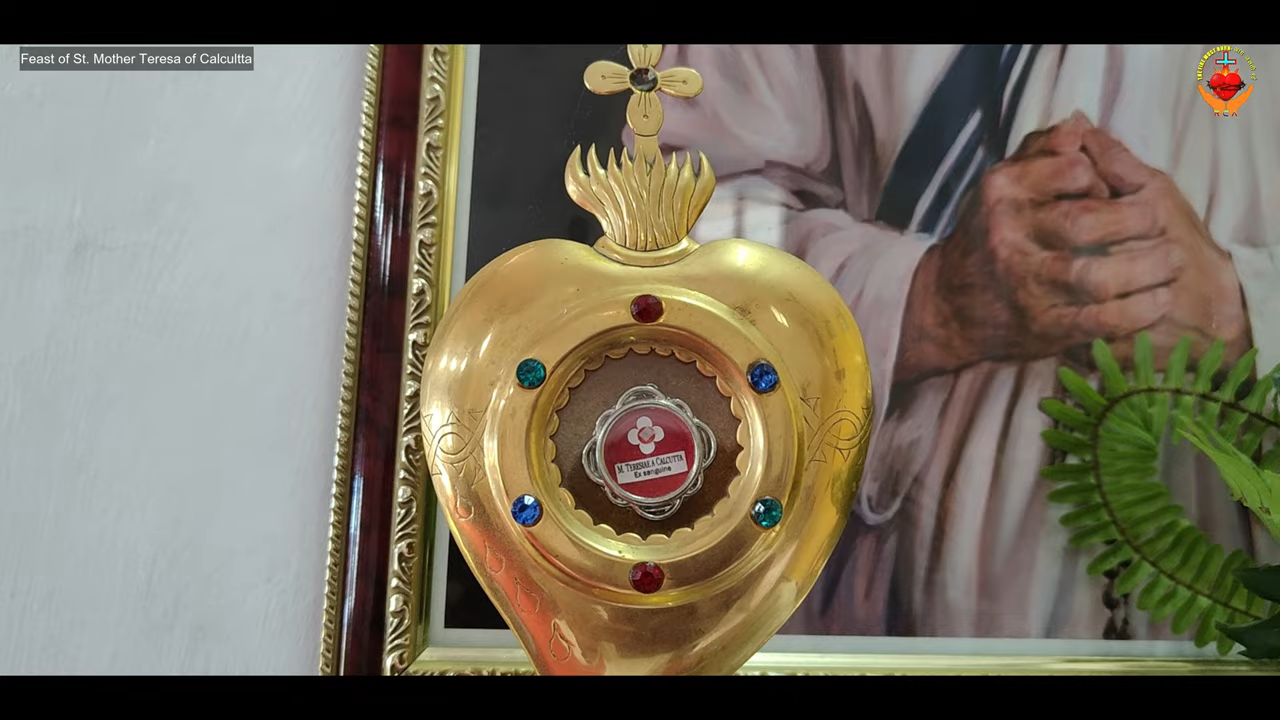 Feast of St. Mother Teresa of Calcultta
M. TERESIAE A CALCUTTA
Ex sanguine